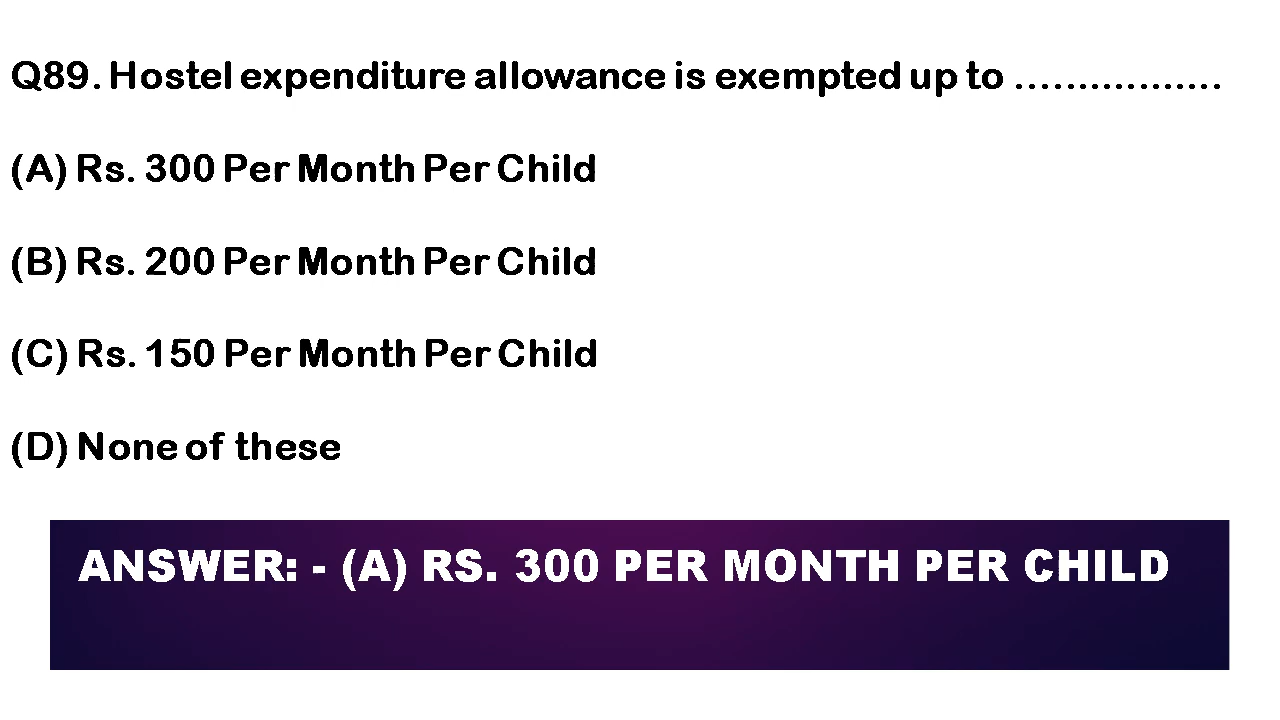 Q89. Hostel expenditure allowance is exempted up to .................
(A) Rs. 300 Per Month Per Child
(B) Rs. 200 Per Month Per Child
(C) Rs. 150 Per Month Per Child
(D) None of these
ANSWER: - (A) RS. 300 PER MONTH PER CHILD